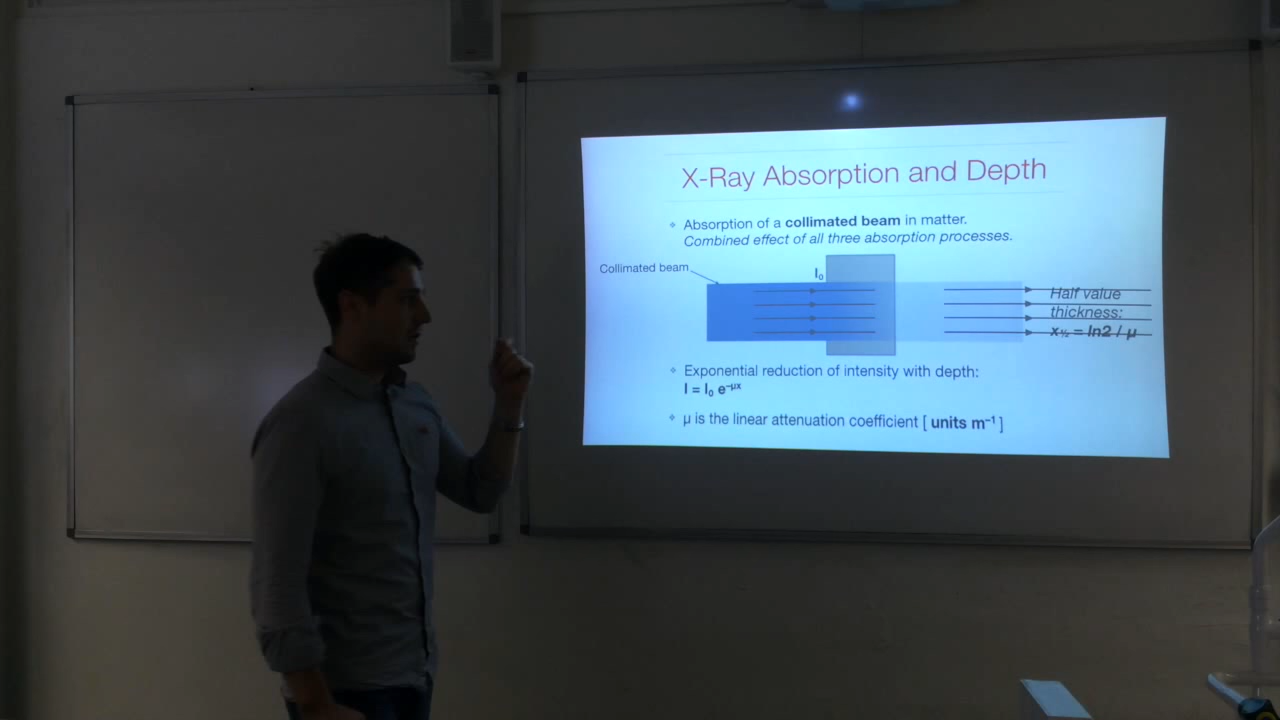 X-Ray Absorption and Depth
Absorption of a collimated beam in matter.
Combined effect of all three absorption processes.
Collimated beam
I₀
Half value
thickness:
x½ = ln2 / μ
Exponential reduction of intensity with depth:
I = I₀ e⁻μx
μ is the linear attenuation coefficient [ units m⁻¹ ]